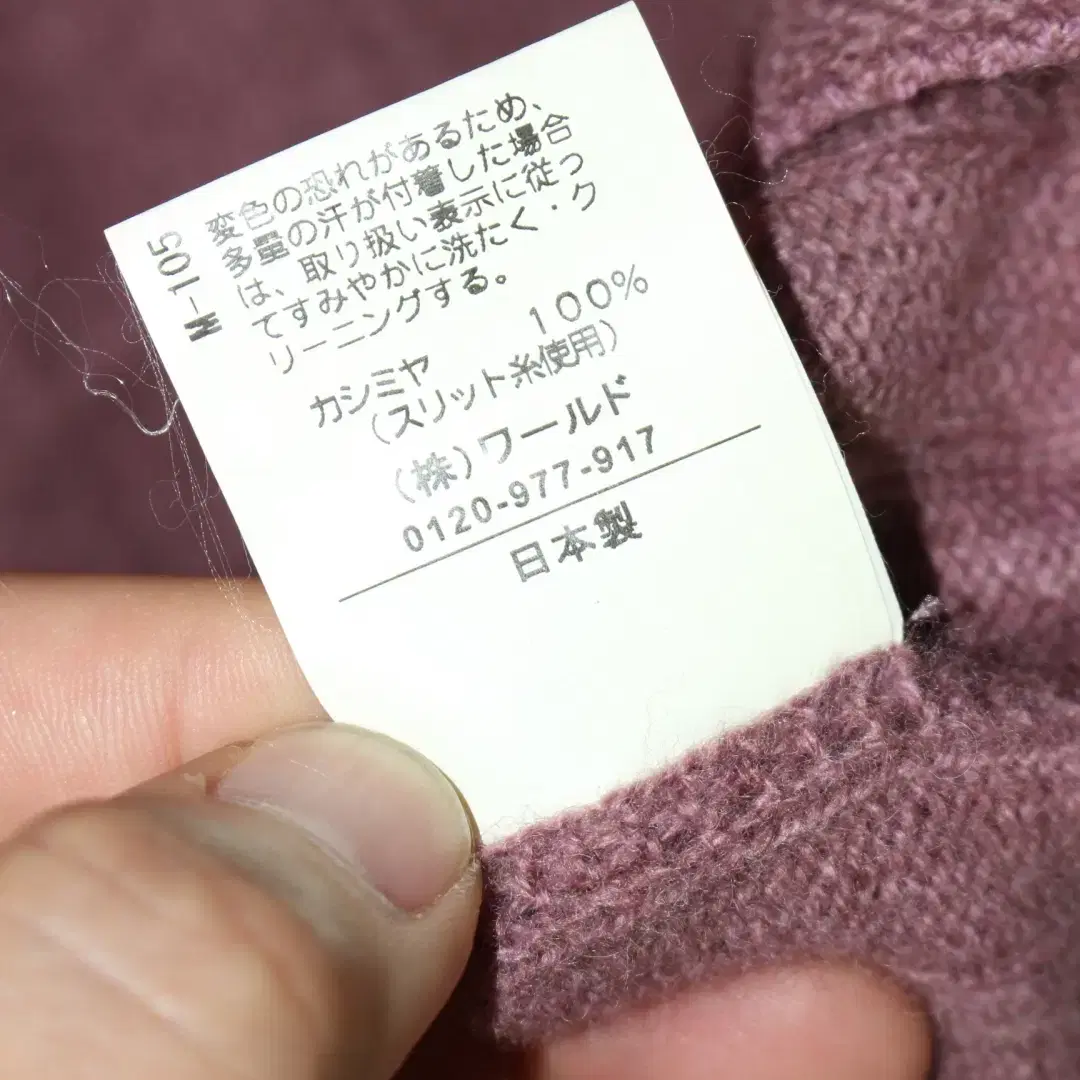 変色の恐れがあるため、
多量の汗が付着した場合
は、取り扱い表示に従っ
てすみやかに洗たく・ク
リーニングする。
100%
カシミヤ
(スリット糸使用)
(株)ワールド
0120-977-917
日本製
M-105